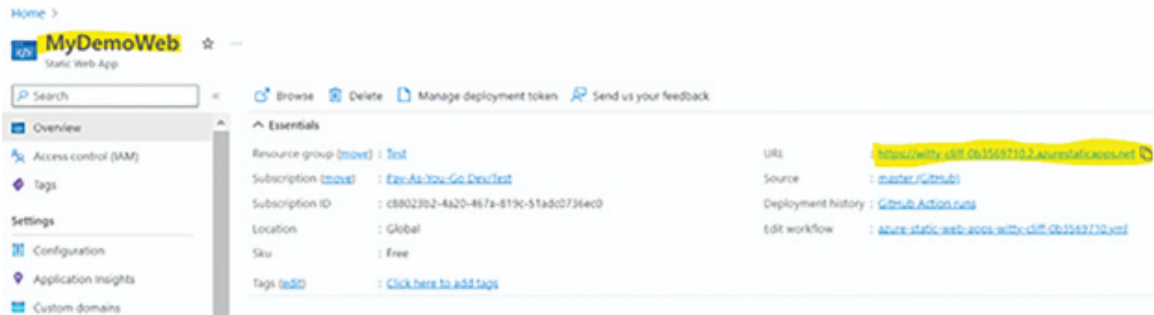 Home >
MyDemoWeb
Static Web App
Search
Overview
Access control (IAM)
Tags
Settings
Configuration
Application Insights
Custom domains
Browse Delete Manage deployment token Send us your feedback
Essentials
Resource group (move) : Test
Subscription (move) : Pay-As-You-Go Dev/Test
Subscription ID : c88023b2-4a20-467a-819c-51adc0736ec0
Location : Global
Sku : Free
Tags (edit) : Click here to add tags
URL : https://witty-cliff-0b3569710.2.azurestaticapps.net
Source : master (GitHub)
Deployment history : GitHub Action runs
Edit workflow : azure-static-web-apps-witty-cliff-0b3569710.yml